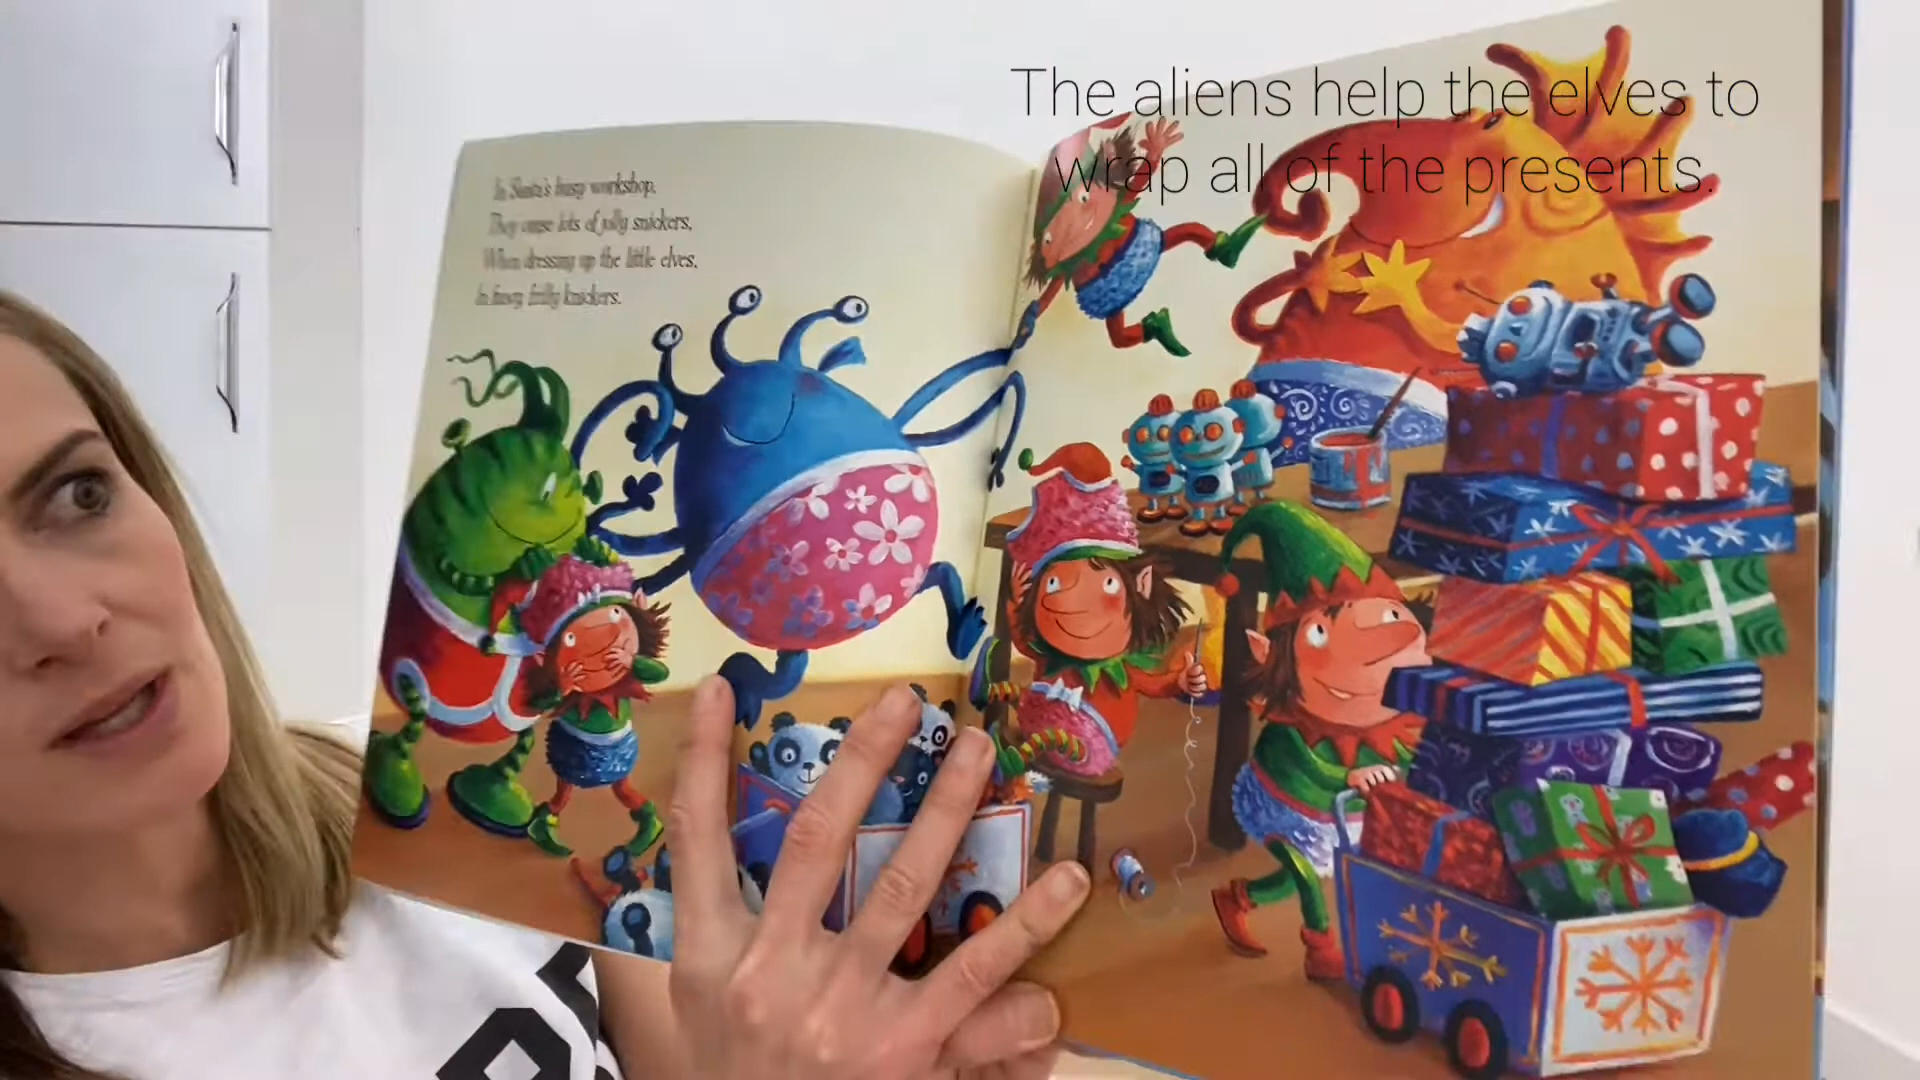 In Santa's busy workshop,
They cause lots of jolly snickers,
When dressing up the little elves,
In fuzzy frilly knickers.
The aliens help the elves to
wrap all of the presents.